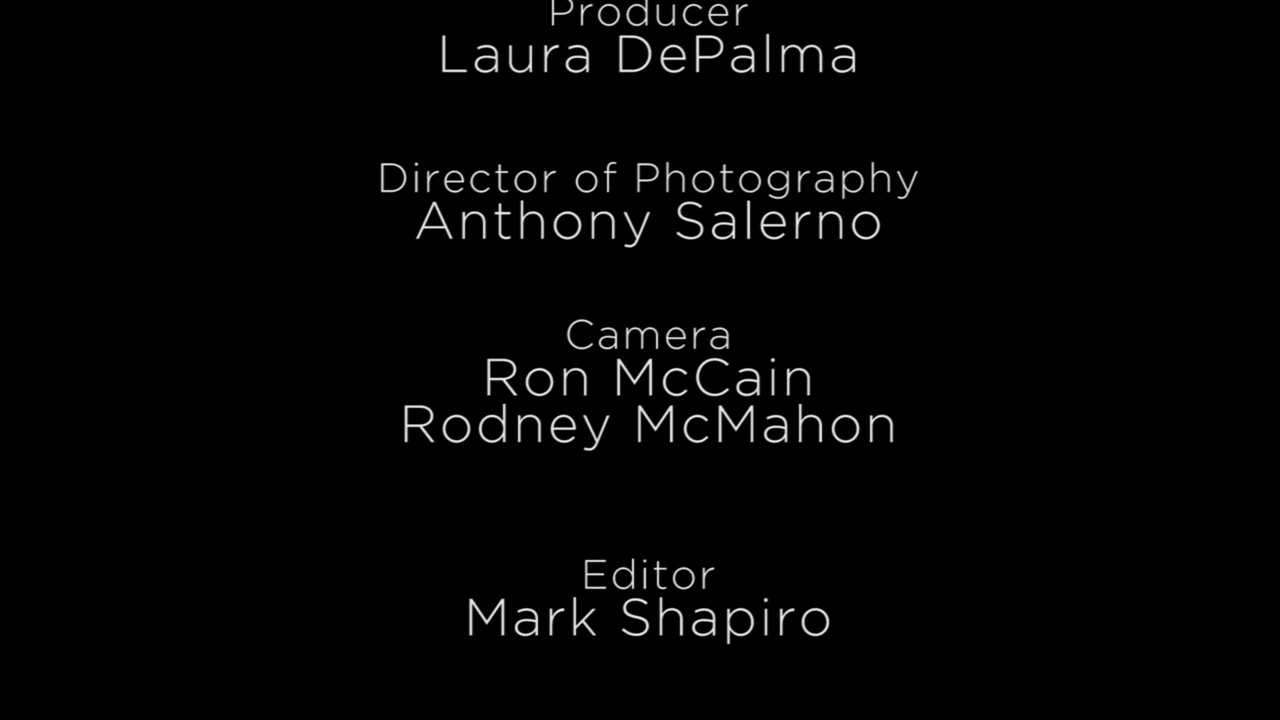 Producer
Laura DePalma
Director of Photography
Anthony Salerno
Camera
Ron McCain
Rodney McMahon
Editor
Mark Shapiro